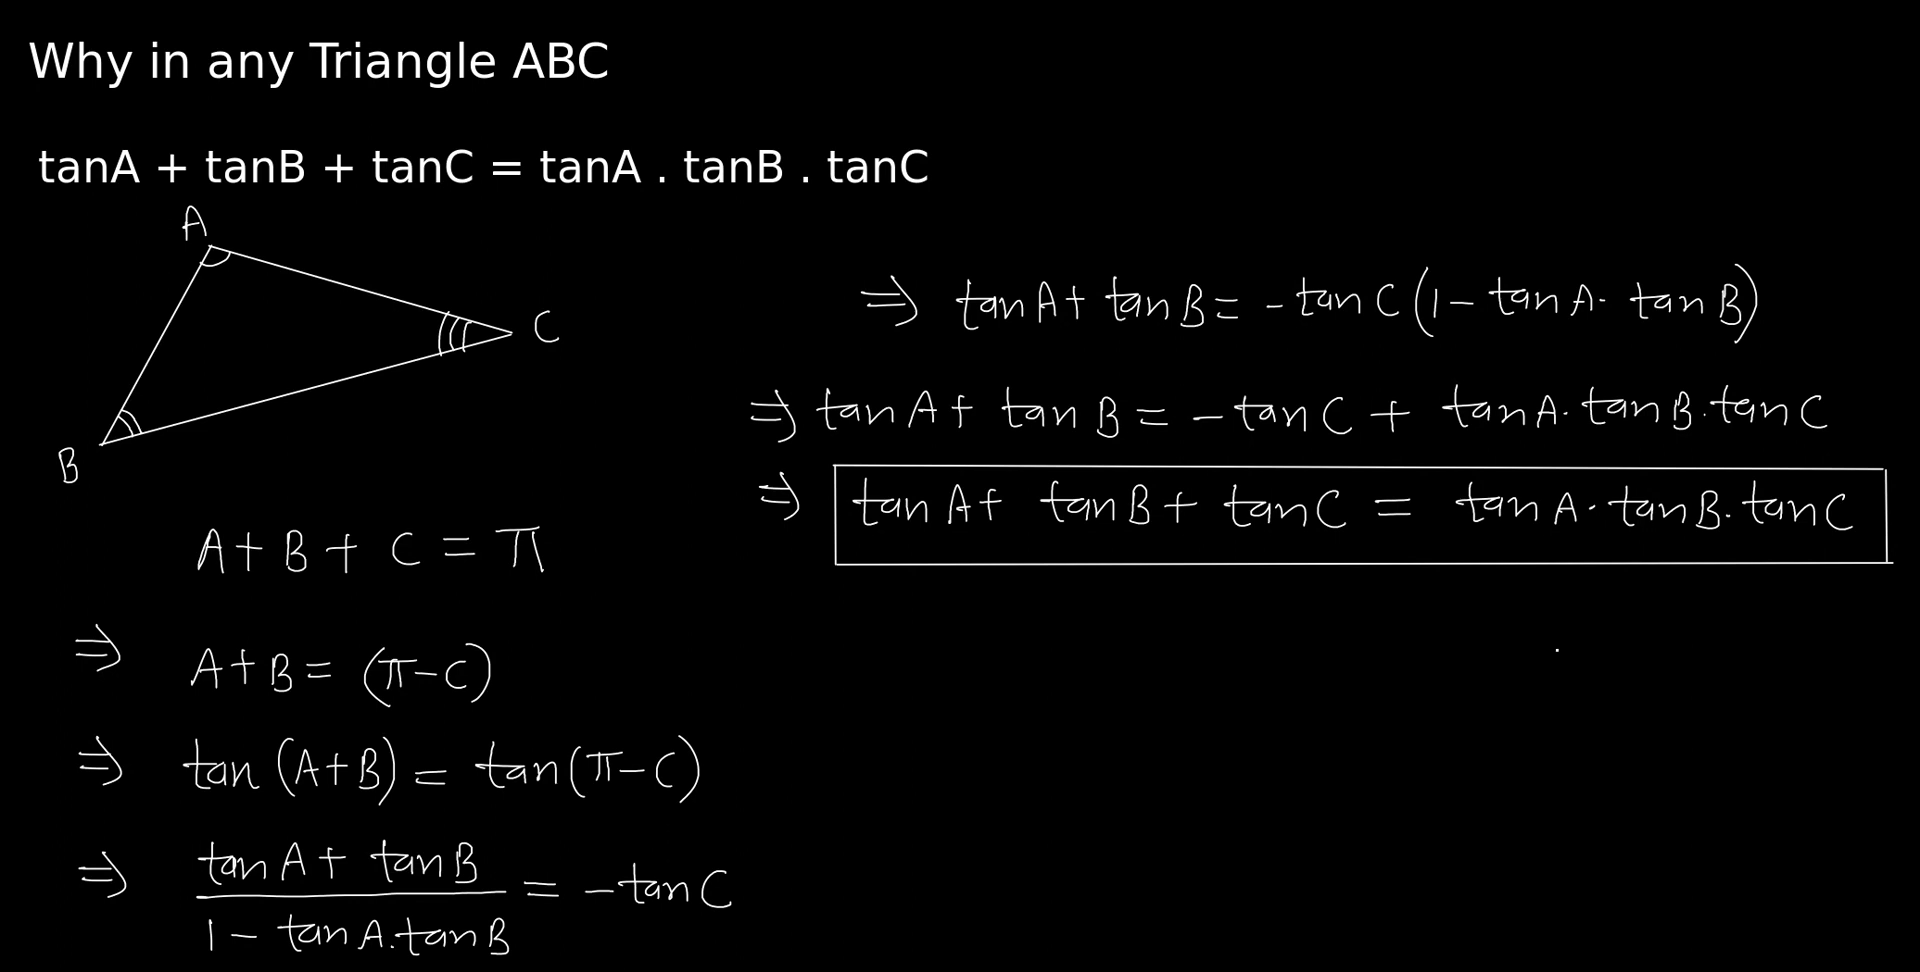 Why in any Triangle ABC
tanA + tanB + tanC = tanA . tanB . tanC
A
C
B
A + B + C = π
⇒ A + B = (π - C)
⇒ tan (A + B) = tan (π - C)
⇒ tan A + tan B
1 - tan A . tan B
= - tan C
⇒ tan A + tan B = - tan C (1 - tan A · tan B)
⇒ tan A + tan B = - tan C + tan A · tan B · tan C
⇒ tan A + tan B + tan C = tan A · tan B · tan C